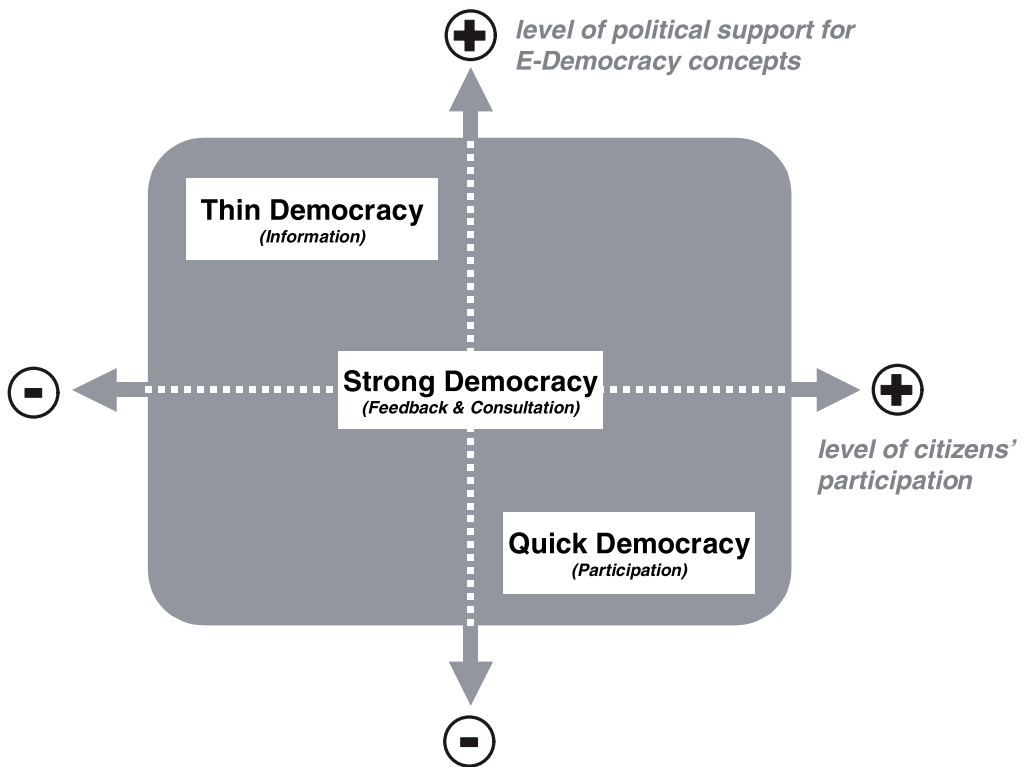 +
level of political support for
E-Democracy concepts
Thin Democracy
(Information)
-
Strong Democracy
(Feedback & Consultation)
+
level of citizens’
participation
Quick Democracy
(Participation)
-